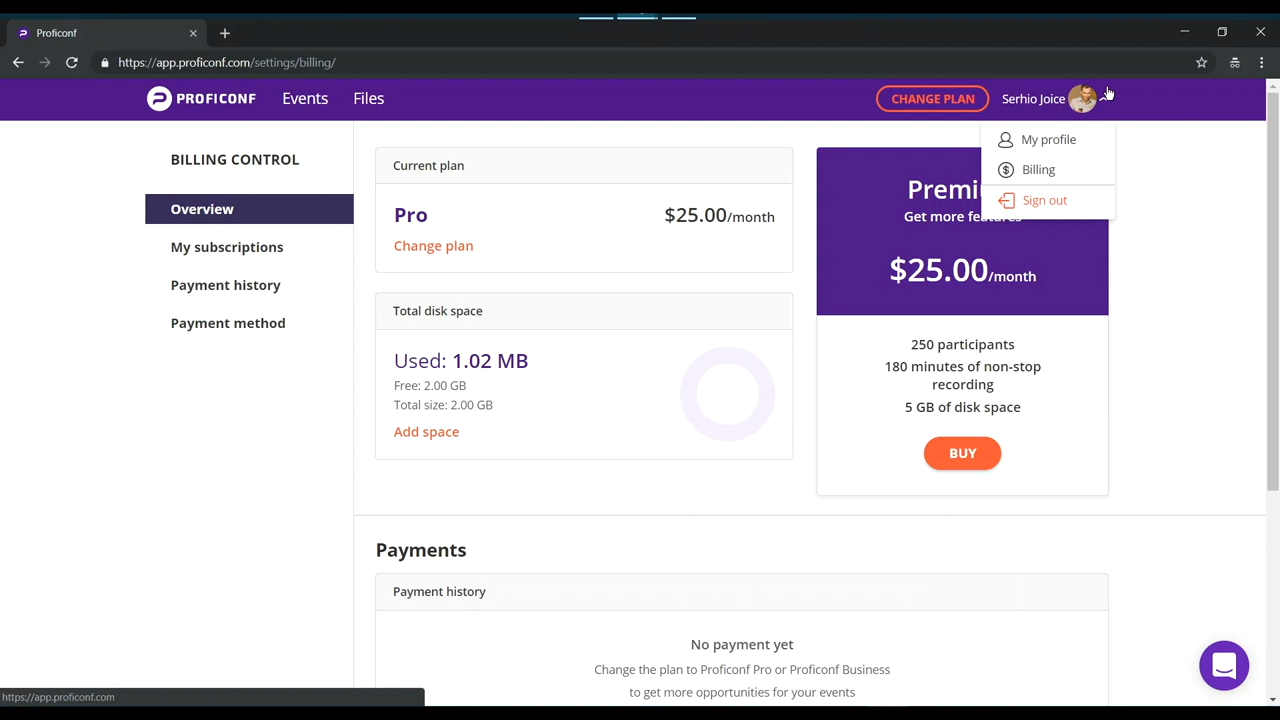 Proficonf
https://app.proficonf.com/settings/billing/
PROFICONF
Events
Files
CHANGE PLAN
Serhio Joice
My profile
Billing
Sign out
BILLING CONTROL
Overview
My subscriptions
Payment history
Payment method
Current plan
Pro
$25.00/month
Change plan
Total disk space
Used: 1.02 MB
Free: 2.00 GB
Total size: 2.00 GB
Add space
Get more features
$25.00/month
250 participants
180 minutes of non-stop
recording
5 GB of disk space
BUY
Payments
Payment history
No payment yet
Change the plan to Proficonf Pro or Proficonf Business
to get more opportunities for your events
https://app.proficonf.com